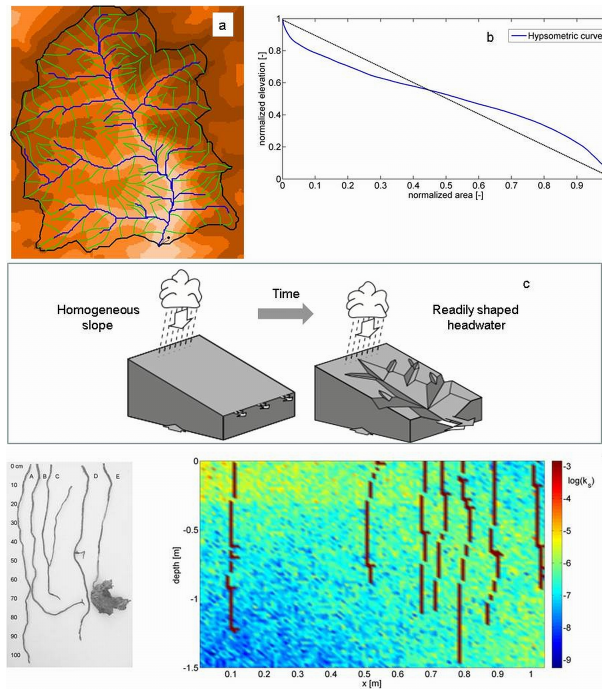 a
b
Hypsometric curve
normalized elevation [-]
1
0.8
0.6
0.4
0.2
0
0 0.1 0.2 0.3 0.4 0.5 0.6 0.7 0.8 0.9
normalized area [-]
c
Homogeneous slope
Time
Readily shaped headwater
0 cm
A B C D E
10
20
30
40
50
60
70
80
90
100
depth [m]
0
-0.5
-1
-1.5
0.1 0.2 0.3 0.4 0.5 0.6 0.7 0.8 0.9 1
x [m]
log(ks)
-3
-4
-5
-6
-7
-8
-9